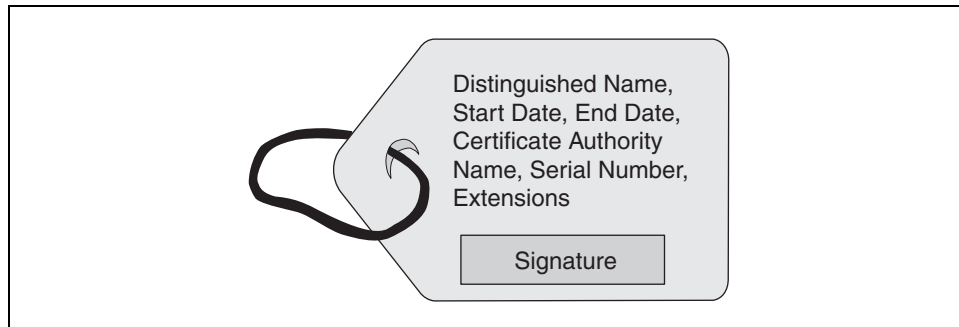 Distinguished Name,
Start Date, End Date,
Certificate Authority
Name, Serial Number,
Extensions
Signature